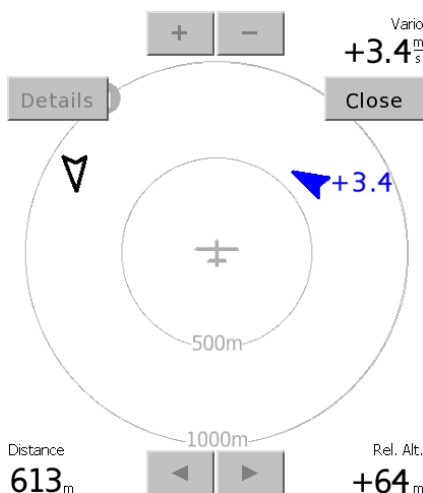 + −
Vario
+3.4 m/s
Details
Close
+3.4
500m
1000m
Distance
613m
Rel. Alt.
+64m